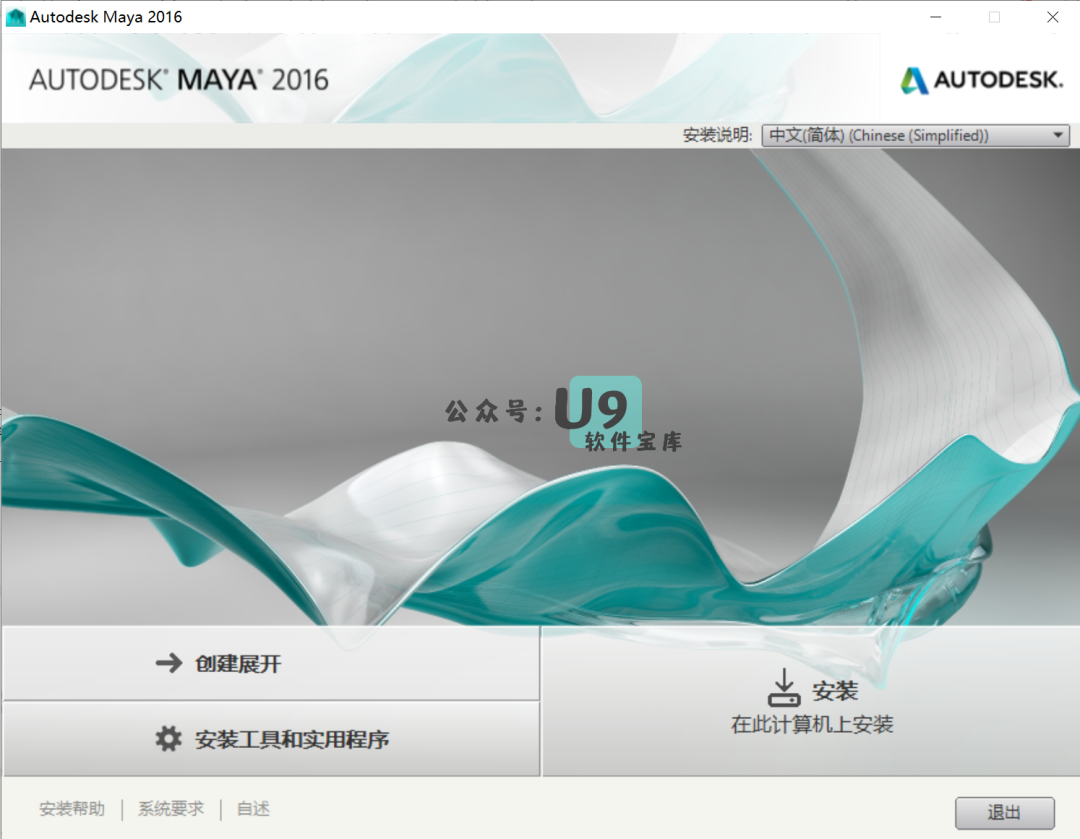 Autodesk Maya 2016
AUTODESK® MAYA® 2016
AUTODESK.
安装说明: 中文(简体) (Chinese (Simplified))
公众号: U9
软件宝库
创建展开
安装
在此计算机上安装
安装工具和实用程序
安装帮助 | 系统要求 | 自述
退出